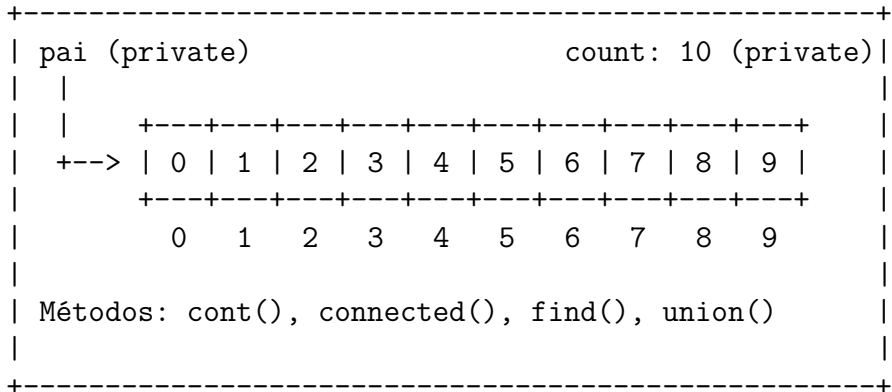 +-----------------------------------------------------+
| pai (private)                    count: 10 (private)|
|  |                                                  |
|  |    +---+---+---+---+---+---+---+---+---+---+     |
|  +--> | 0 | 1 | 2 | 3 | 4 | 5 | 6 | 7 | 8 | 9 |     |
|       +---+---+---+---+---+---+---+---+---+---+     |
|         0   1   2   3   4   5   6   7   8   9       |
|                                                     |
| Métodos: cont(), connected(), find(), union()       |
|                                                     |
+-----------------------------------------------------+